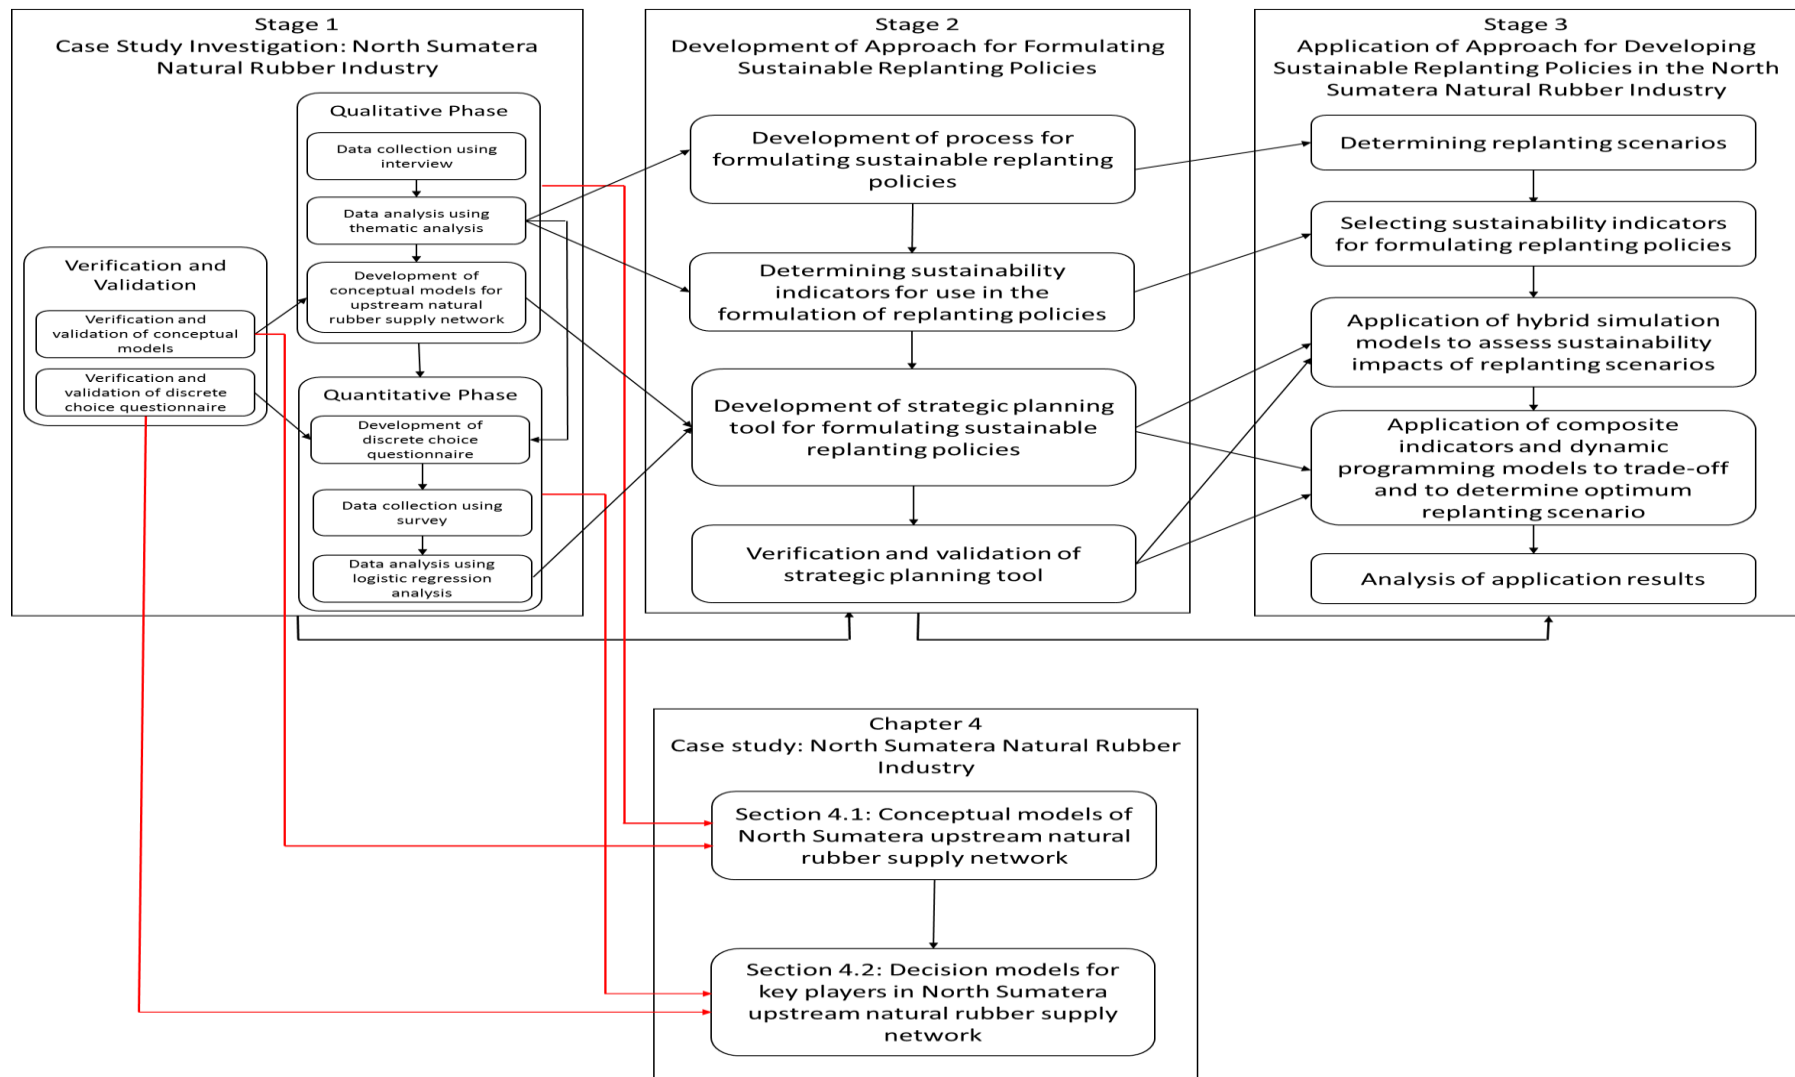 Stage 1
Case Study Investigation: North Sumatera
Natural Rubber Industry
Qualitative Phase
Data collection using
interview
Data analysis using
thematic analysis
Development of
conceptual models for
upstream natural
rubber supply network
Verification and
Validation
Verification and
validation of conceptual
models
Verification and
validation of discrete
choice questionnaire
Quantitative Phase
Development of
discrete choice
questionnaire
Data collection using
survey
Data analysis using
logistic regression
analysis
Stage 2
Development of Approach for Formulating
Sustainable Replanting Policies
Development of process for
formulating sustainable replanting
policies
Determining sustainability
indicators for use in the
formulation of replanting policies
Development of strategic planning
tool for formulating sustainable
replanting policies
Verification and validation of
strategic planning tool
Stage 3
Application of Approach for Developing
Sustainable Replanting Policies in the North
Sumatera Natural Rubber Industry
Determining replanting scenarios
Selecting sustainability indicators
for formulating replanting policies
Application of hybrid simulation
models to assess sustainability
impacts of replanting scenarios
Application of composite
indicators and dynamic
programming models to trade-off
and to determine optimum
replanting scenario
Analysis of application results
Chapter 4
Case study: North Sumatera Natural Rubber
Industry
Section 4.1: Conceptual models of
North Sumatera upstream natural
rubber supply network
Section 4.2: Decision models for
key players in North Sumatera
upstream natural rubber supply
network